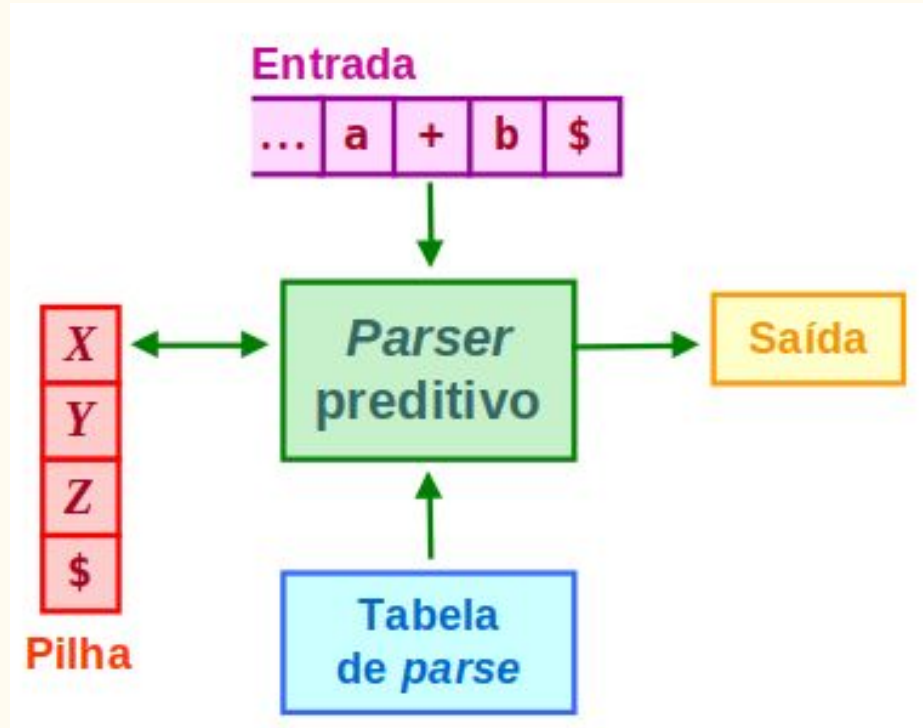 Entrada
... a + b $
X
Y
Z
$
Pilha
Parser
preditivo
Saída
Tabela
de parse